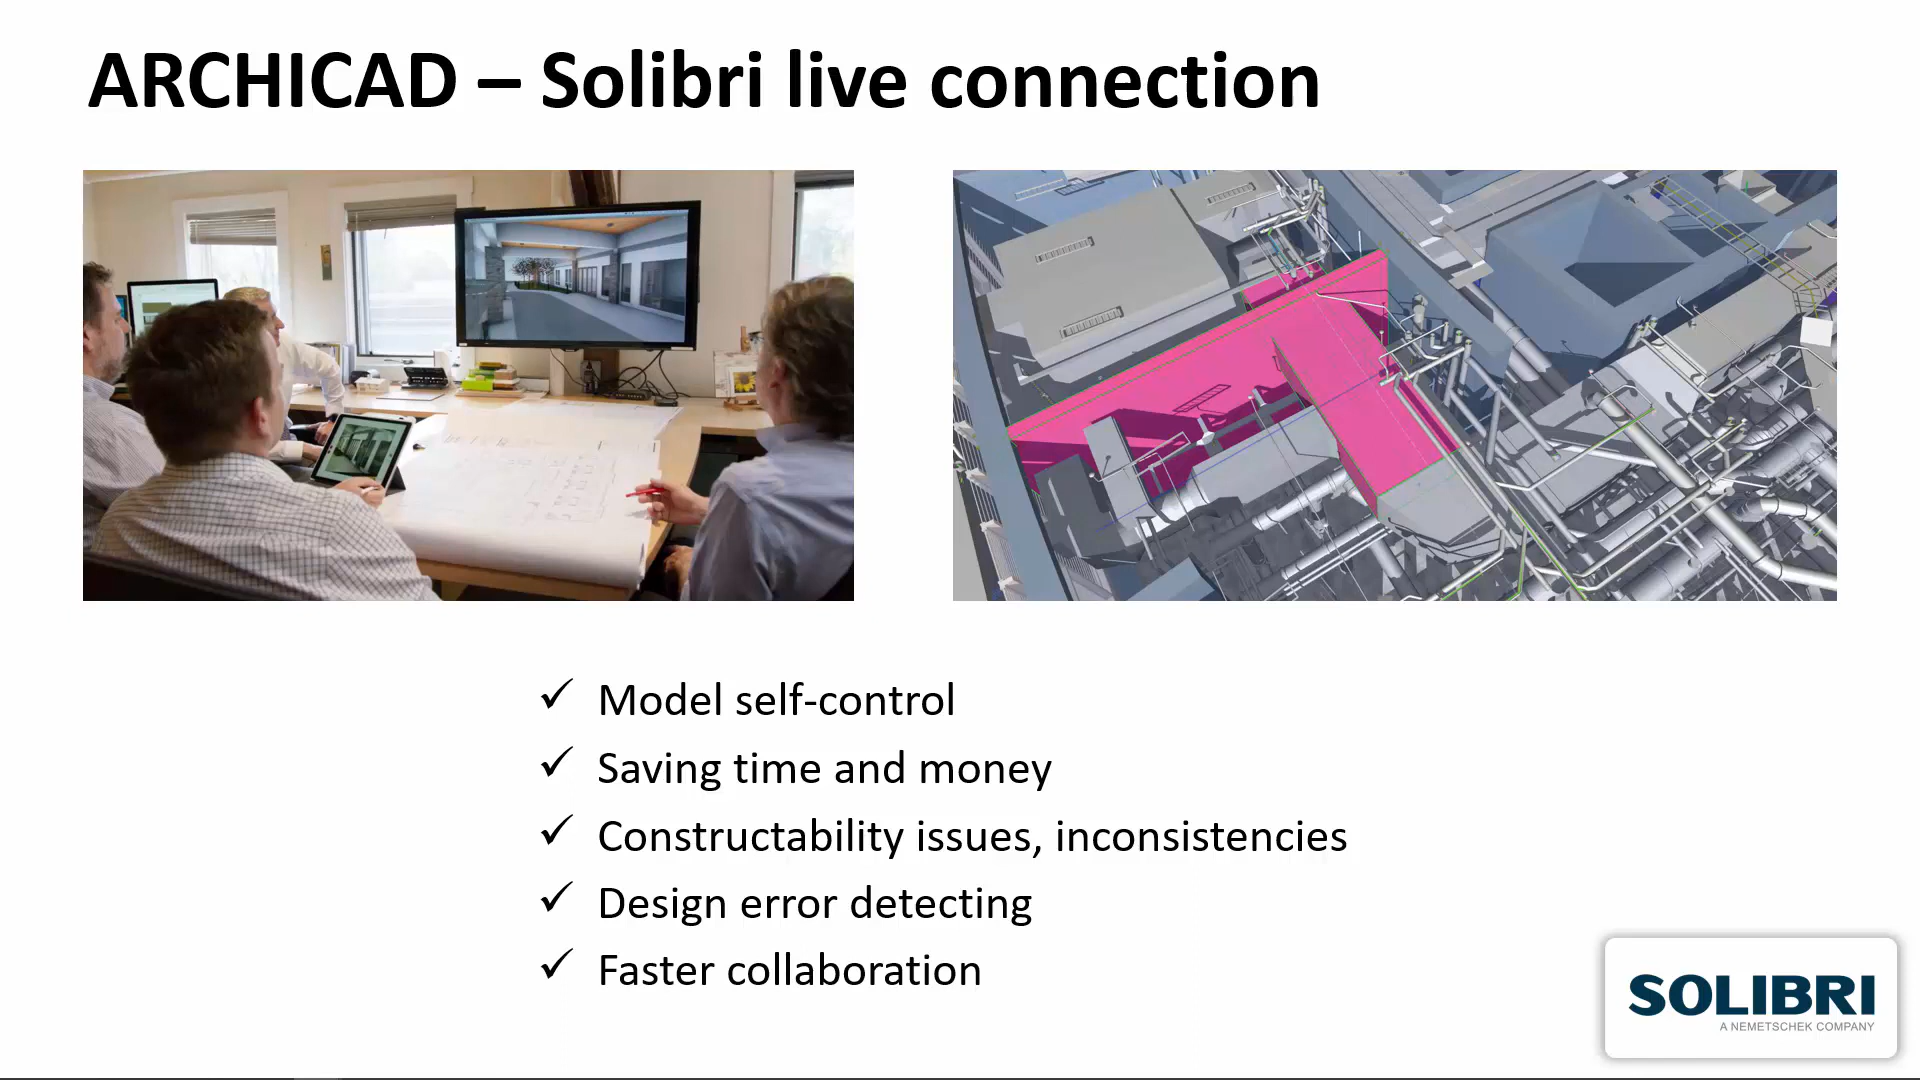 ARCHICAD – Solibri live connection
✓ Model self-control
✓ Saving time and money
✓ Constructability issues, inconsistencies
✓ Design error detecting
✓ Faster collaboration
SOLIBRI
A NEMETSCHEK COMPANY